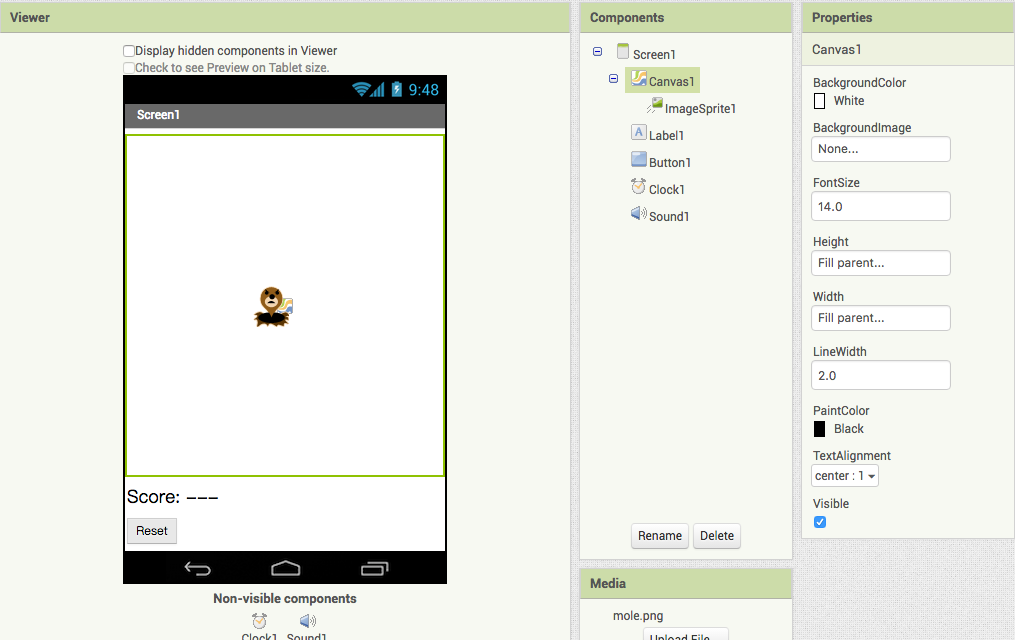 Viewer
Display hidden components in Viewer
Check to see Preview on Tablet size.
9:48
Screen1
Score: ---
Reset
Non-visible components
Clock1 Sound1
Components
Screen1
Canvas1
ImageSprite1
A Label1
Button1
Clock1
Sound1
Rename Delete
Media
mole.png
Upload File...
Properties
Canvas1
BackgroundColor
White
BackgroundImage
None...
FontSize
14.0
Height
Fill parent...
Width
Fill parent...
LineWidth
2.0
PaintColor
Black
TextAlignment
center : 1
Visible